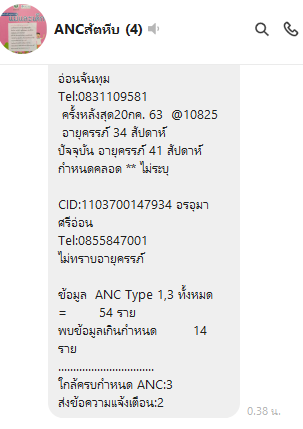 ANCสัตหีบ (4)
อ่อนจันทุม
Tel:0831109581
ครั้งหลังสุด20กค. 63 @10825
อายุครรภ์ 34 สัปดาห์
ปัจจุบัน อายุครรภ์ 41 สัปดาห์
กำหนดคลอด ** ไม่ระบุ
CID:1103700147934 อรอุมา
ศรีอ่อน
Tel:0855847001
ไม่ทราบอายุครรภ์
ข้อมูล ANC Type 1,3 ทั้งหมด
= 54 ราย
พบข้อมูลเกินกำหนด 14
ราย
................................
ใกล้ครบกำหนด ANC:3
ส่งข้อความแจ้งเตือน:2
0.38 น.